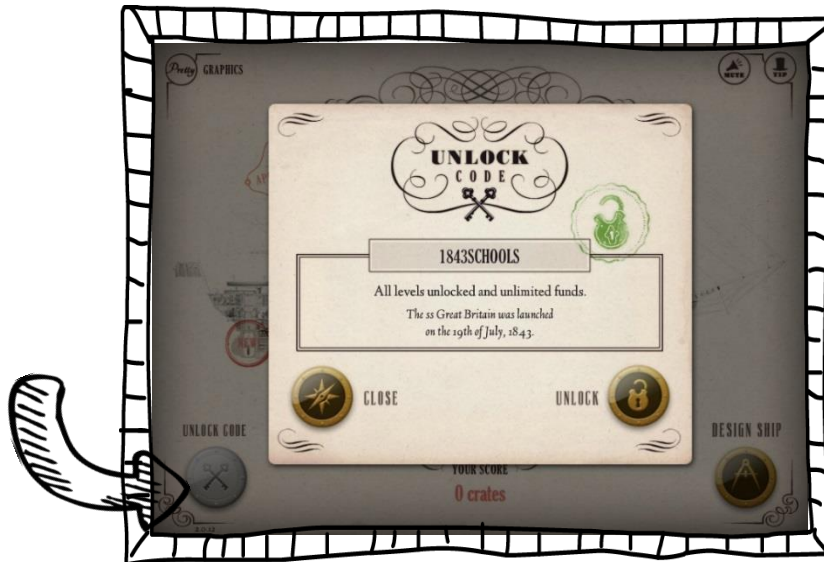 Pretty GRAPHICS
MUTE
VIP
UNLOCK
CODE
1843SCHOOLS
All levels unlocked and unlimited funds.
The ss Great Britain was launched
on the 19th of July, 1843.
CLOSE
UNLOCK
UNLOCK CODE
DESIGN SHIP
YOUR SCORE
0 crates